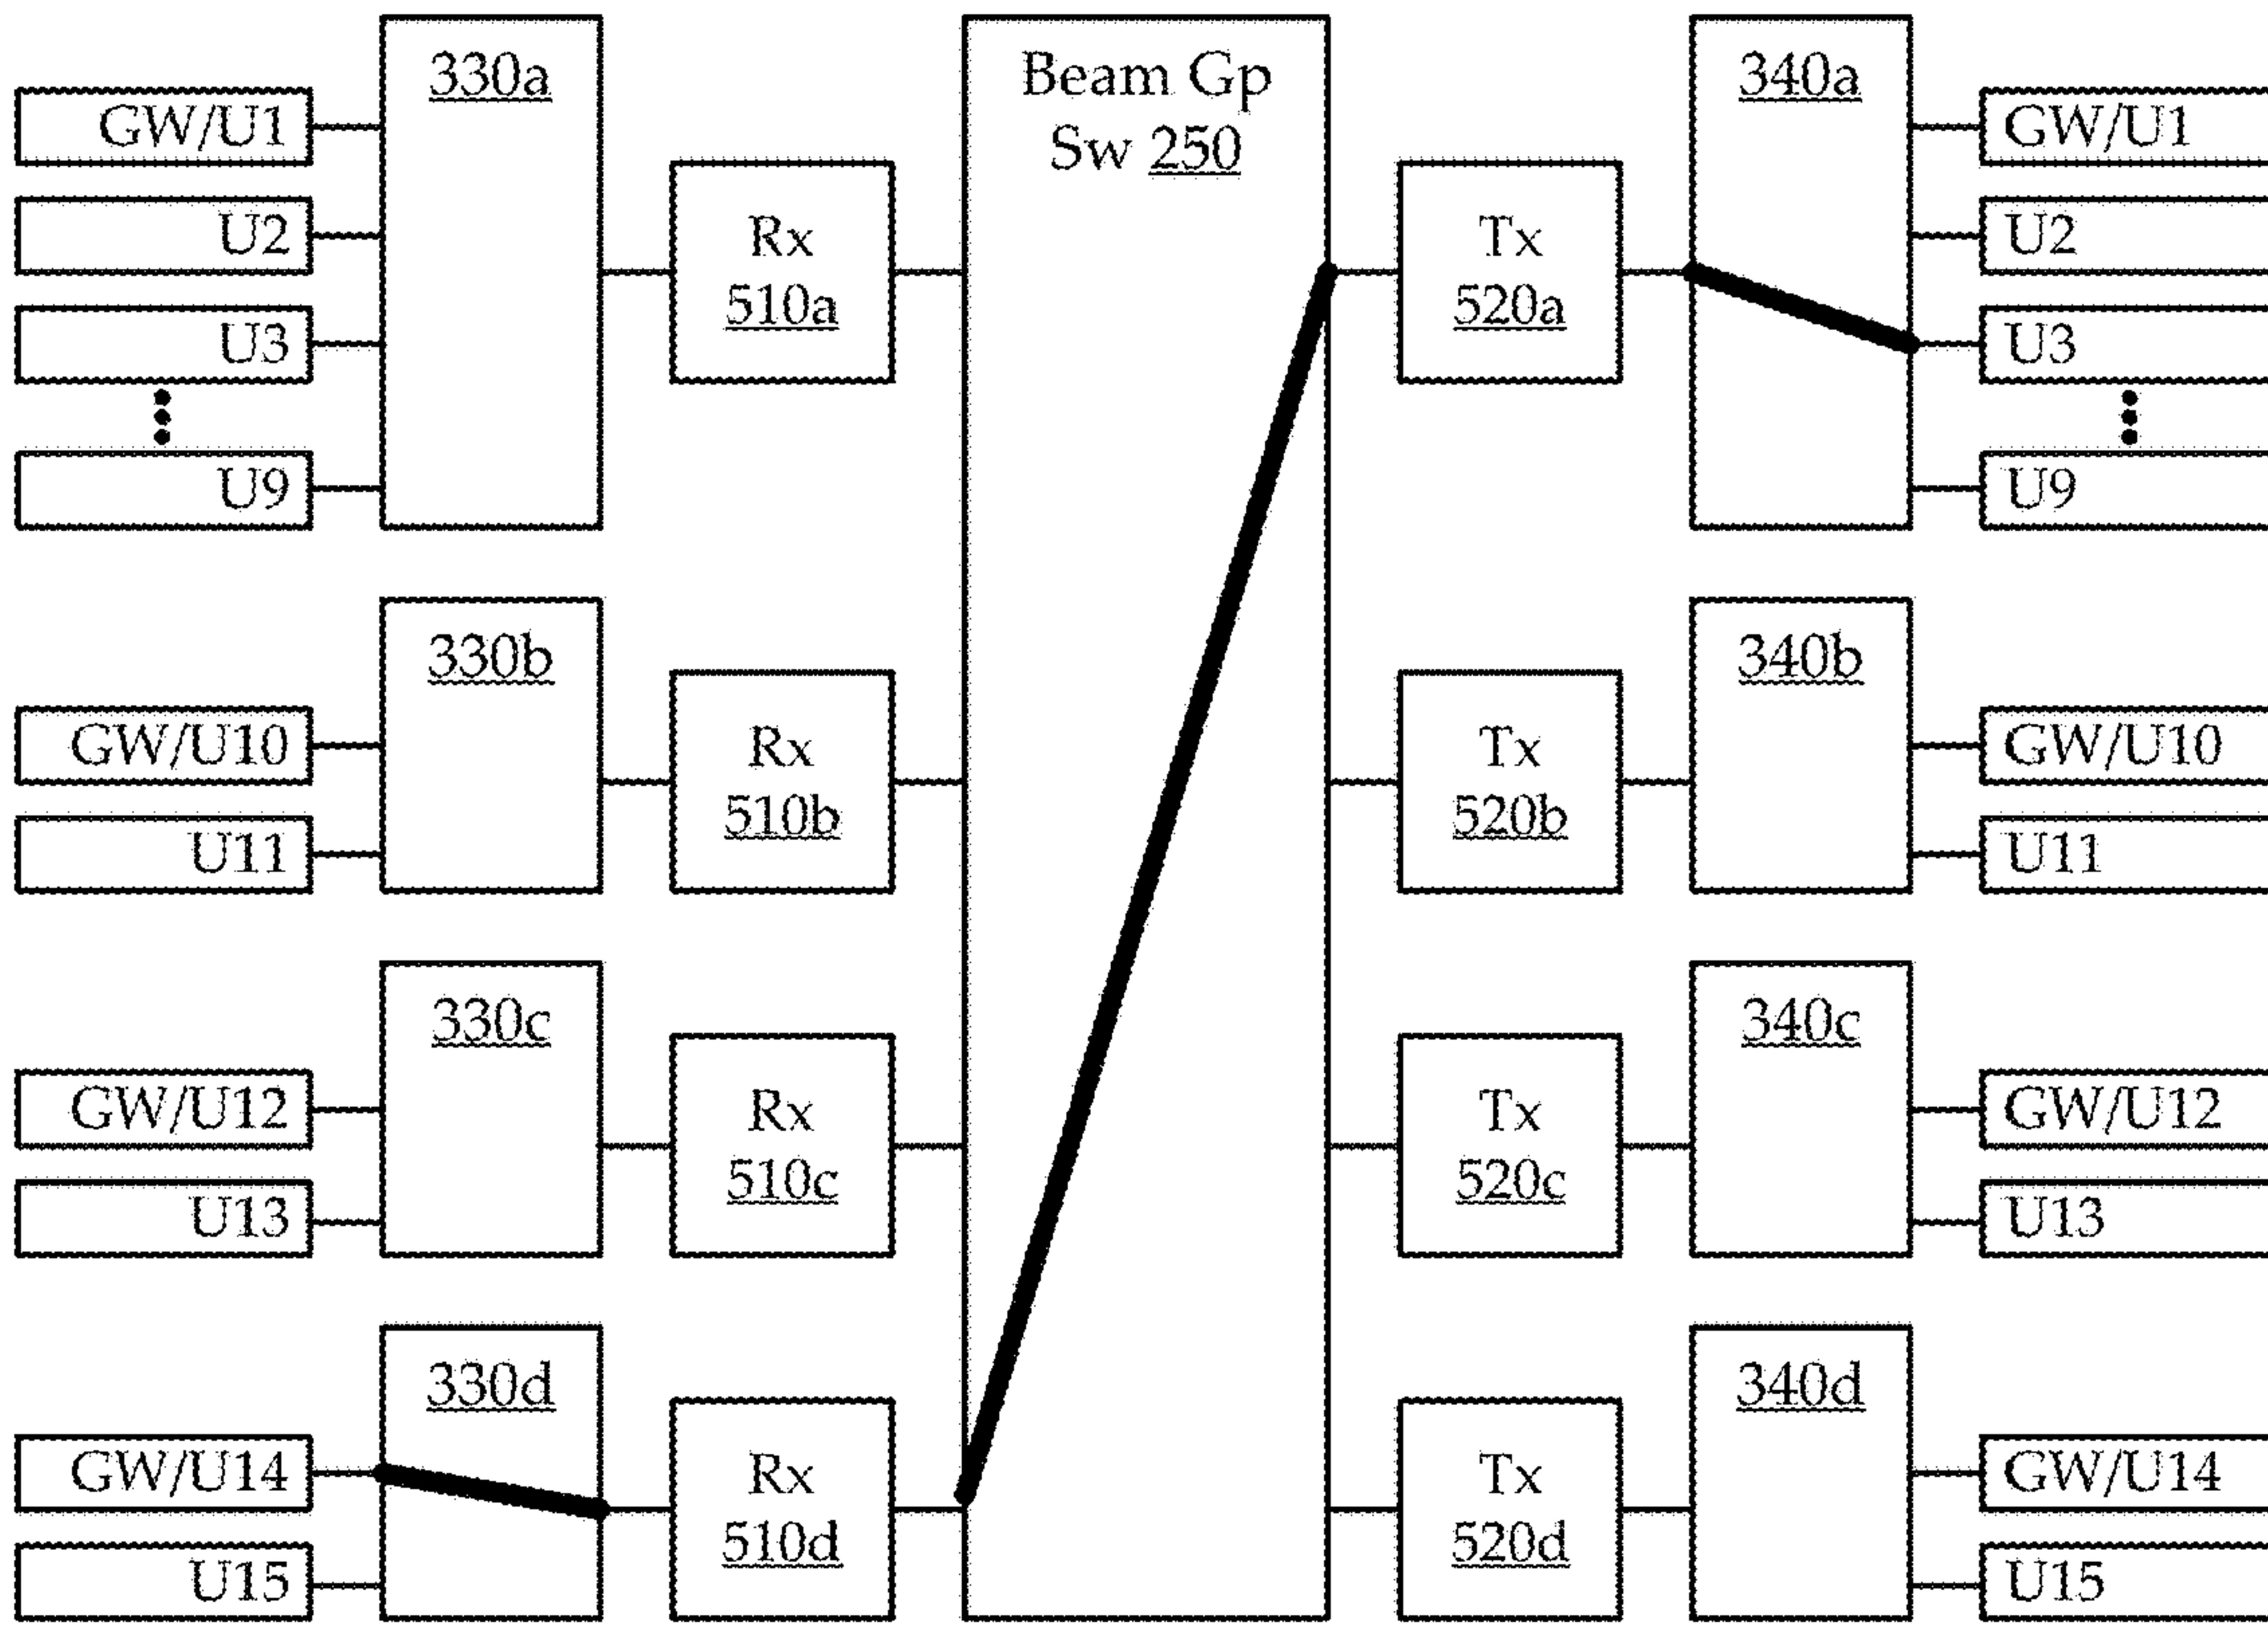 330a
Beam Gp
Sw 250
340a
GW/U1
GW/U1
U2
Rx
510a
Tx
520a
U2
U3
U3
U9
U9
330b
340b
GW/U10
Rx
510b
Tx
520b
GW/U10
U11
U11
330c
340c
GW/U12
Rx
510c
Tx
520c
GW/U12
U13
U13
330d
340d
GW/U14
Rx
510d
Tx
520d
GW/U14
U15
U15